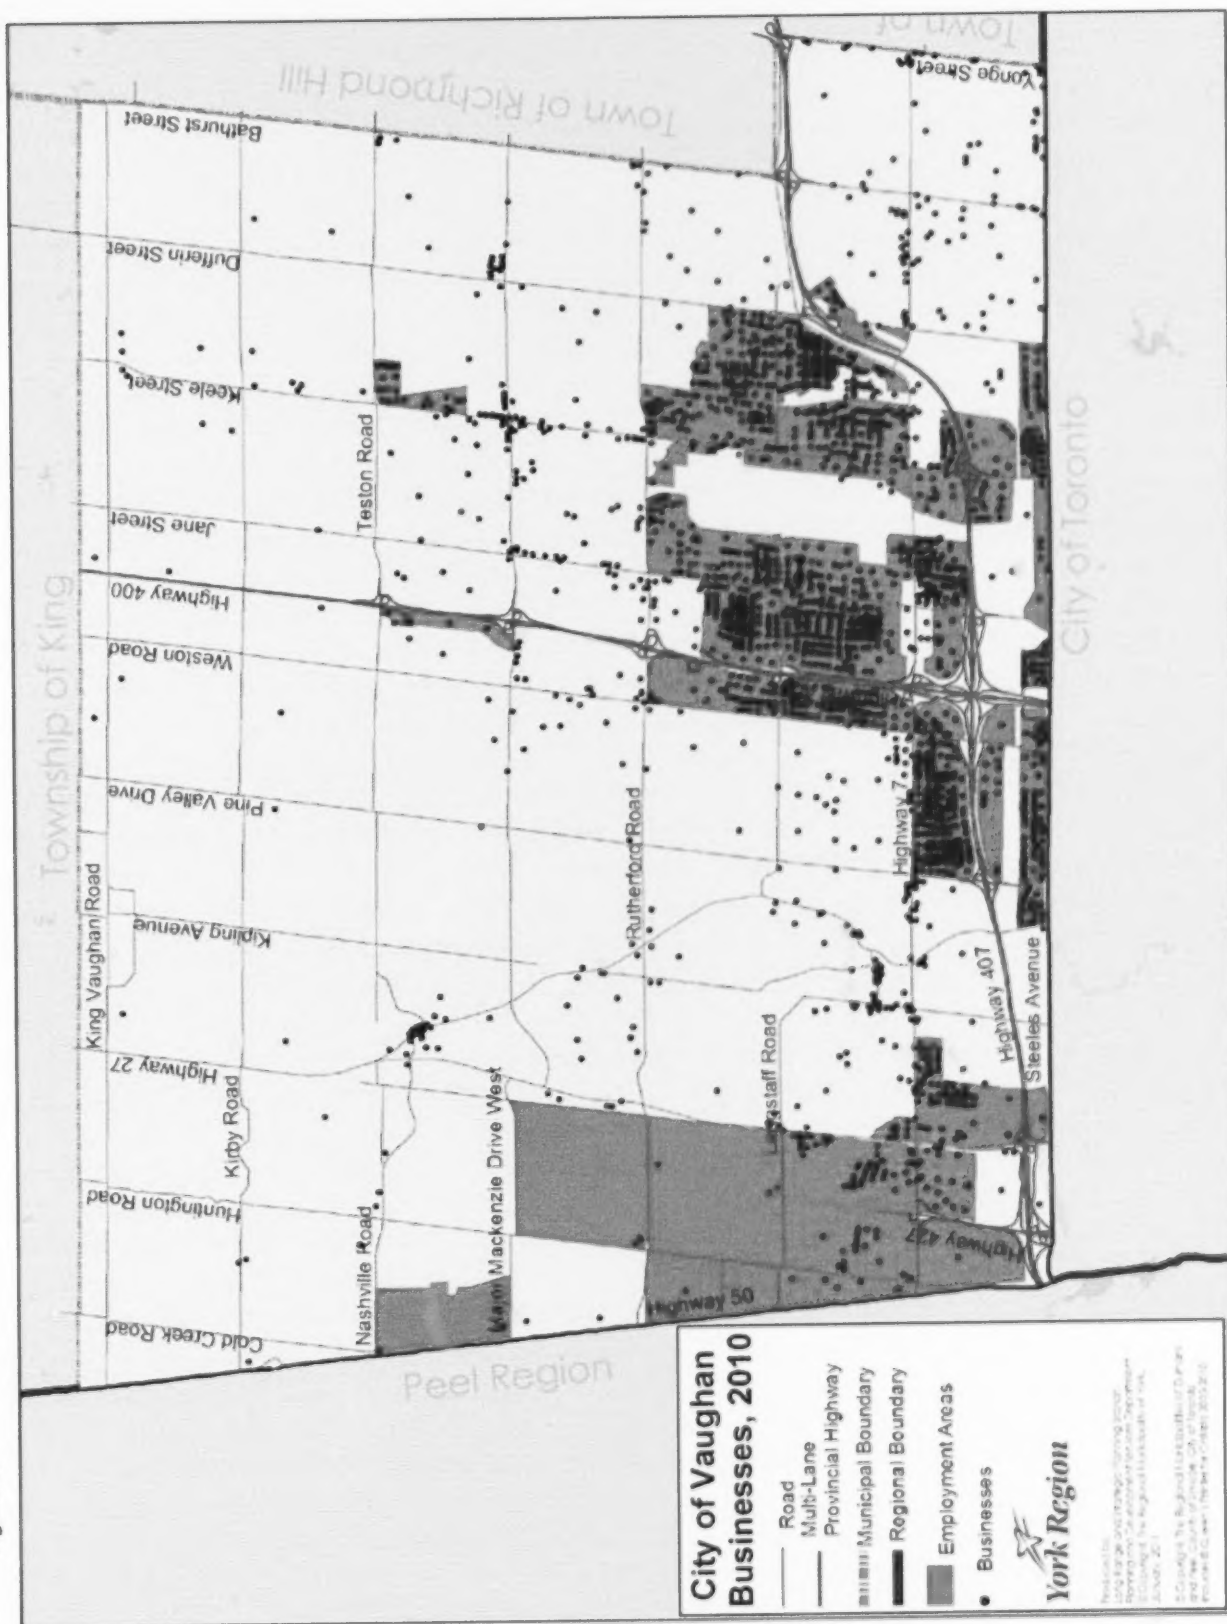 Township of King
Town of Richmond Hill
Town of
City of Toronto
Peel Region
King Vaughan Road
Kirby Road
Teston Road
Nashville Road
Major Mackenzie Drive West
Rutherford Road
Langstaff Road
Highway 7
Highway 407
Steeles Avenue
Highway 50
Highway 427
Cold Creek Road
Huntington Road
Highway 27
Kipling Avenue
Pine Valley Drive
Weston Road
Highway 400
Jane Street
Keele Street
Dufferin Street
Bathurst Street
Yonge Street
City of Vaughan
Businesses, 2010
Road
Multi-Lane
Provincial Highway
Municipal Boundary
Regional Boundary
Employment Areas
Businesses
York Region